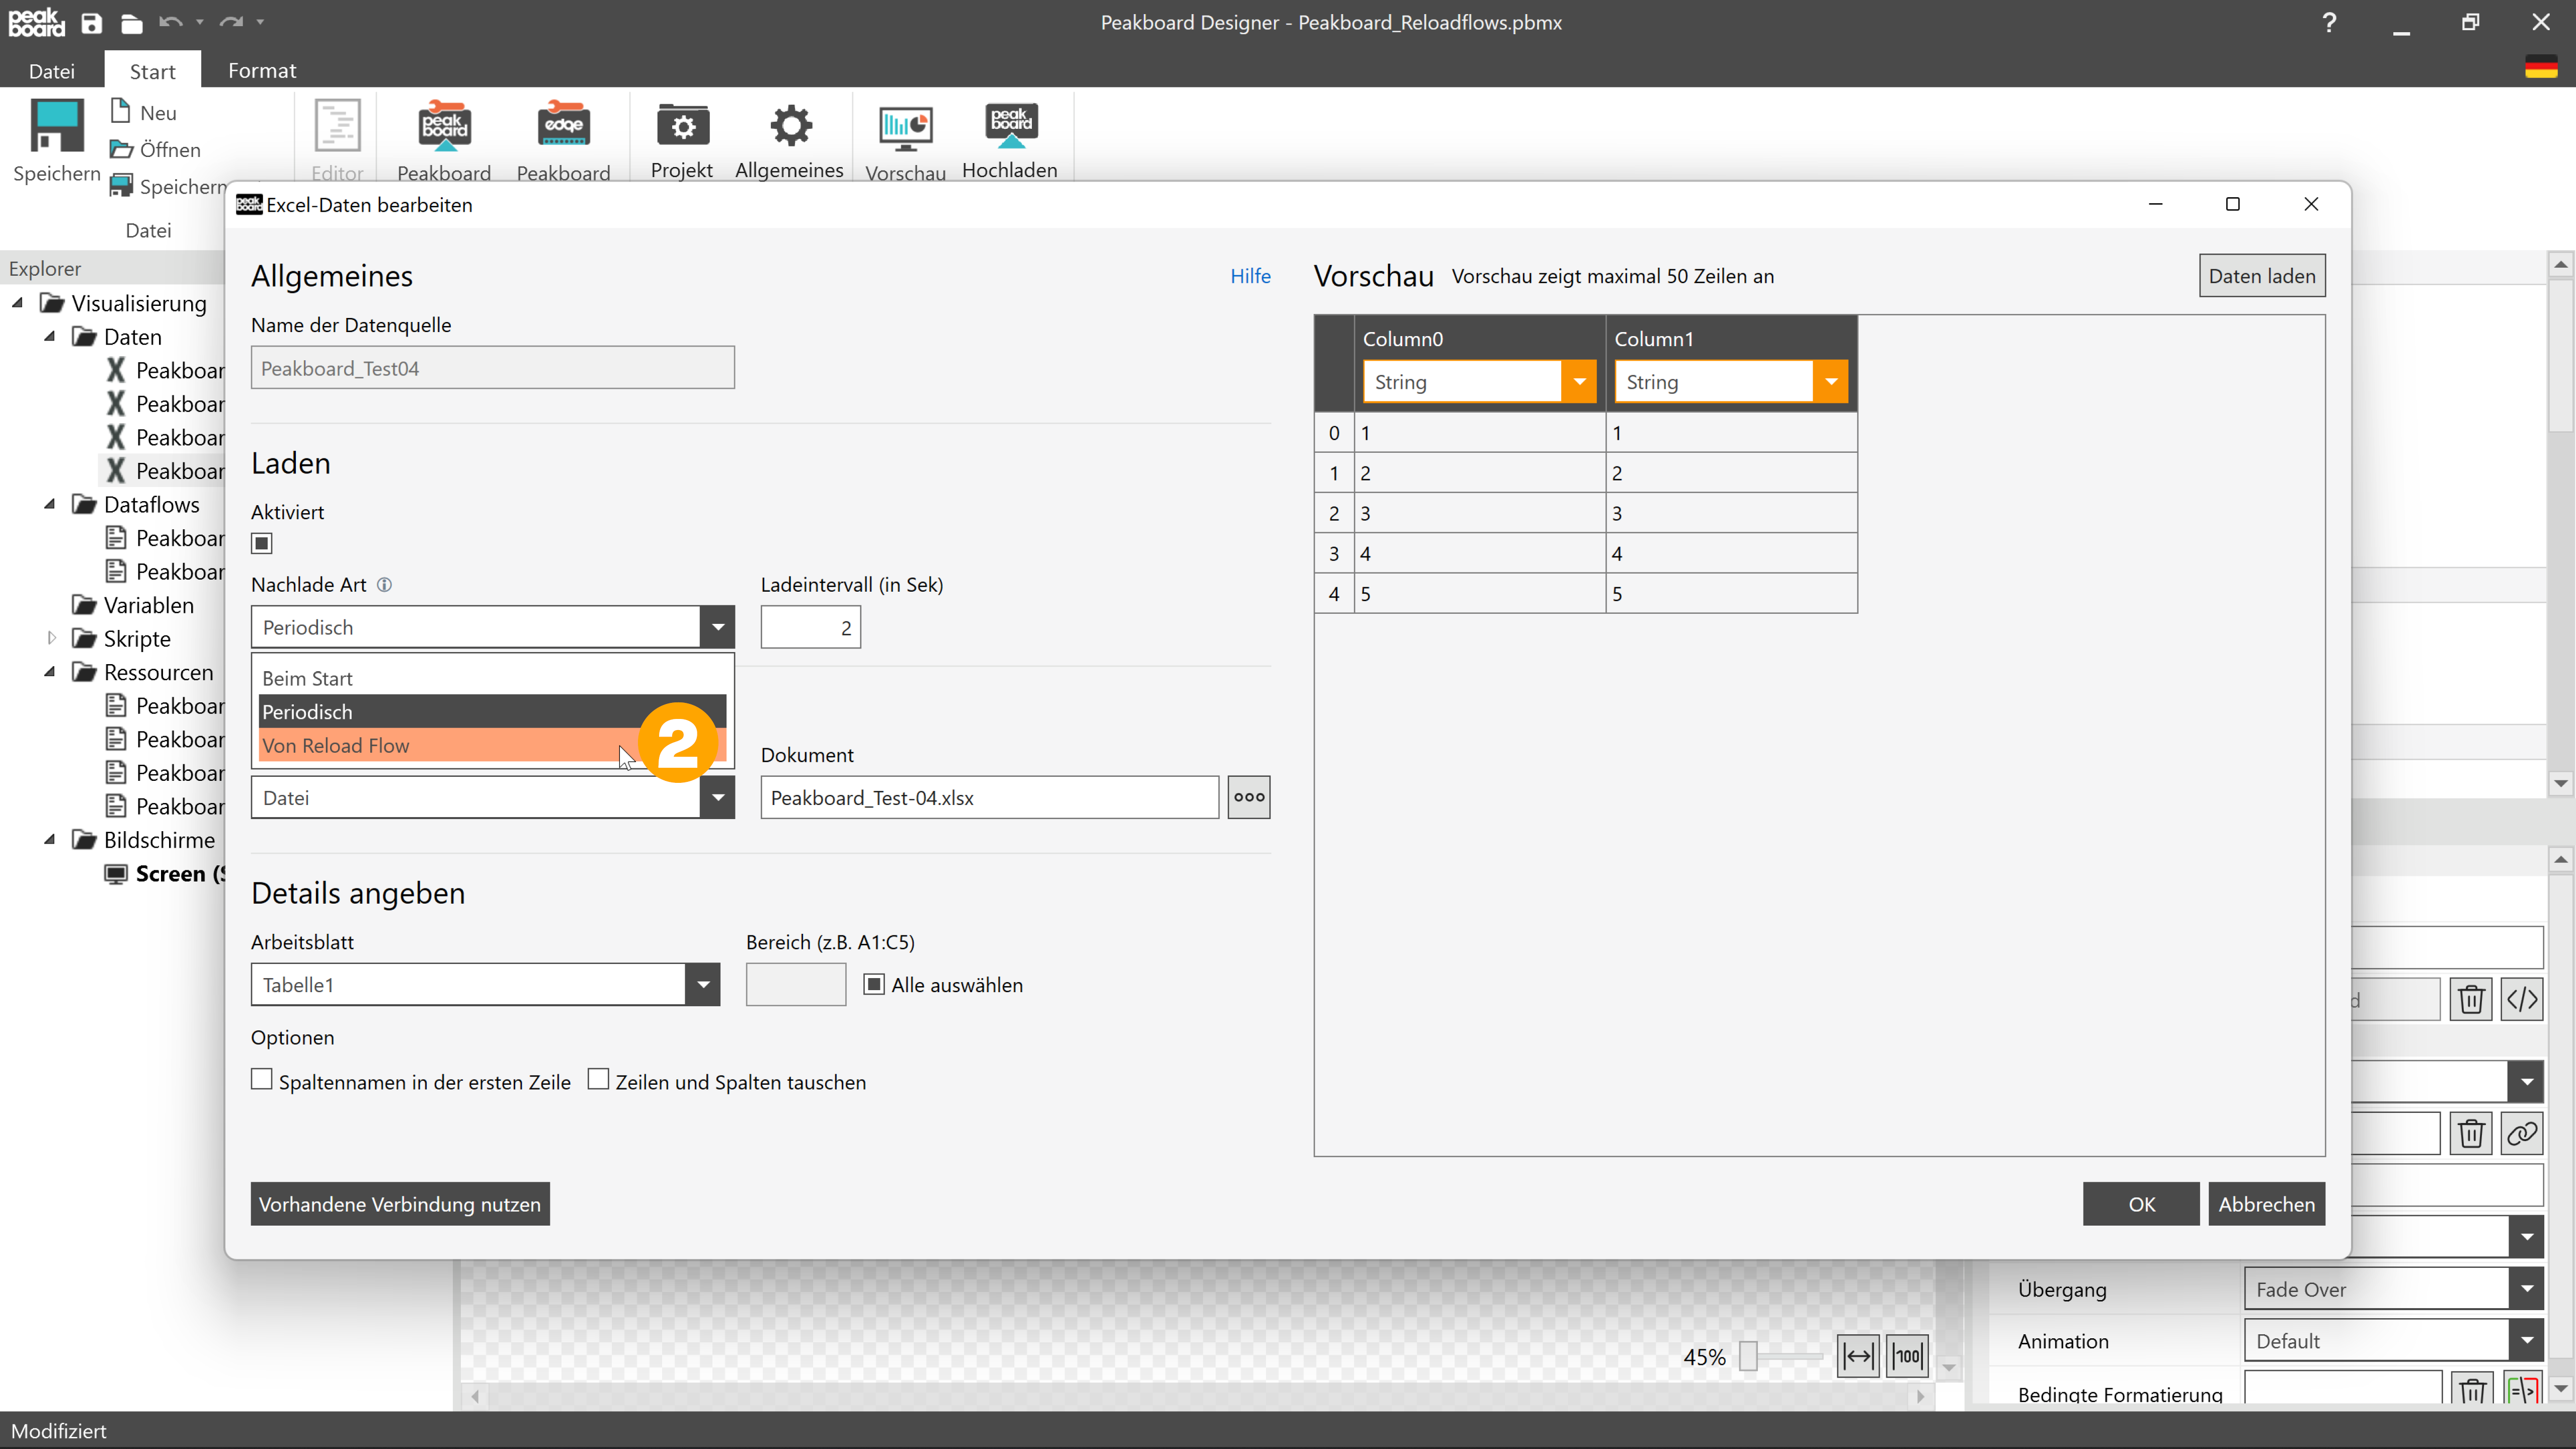 peak
board
Peakboard Designer - Peakboard_Reloadflows.pbmx
?
Datei
Start
Format
Speichern
Neu
Öffnen
Speichern
Datei
Editor
peak
board
Peakboard
edge
Peakboard
Projekt
Allgemeines
Vorschau
peak
board
Hochladen
Explorer
Visualisierung
Daten
Peakboar
Peakboar
Peakboar
Peakboar
Dataflows
Peakboar
Peakboar
Variablen
Skripte
Ressourcen
Peakboar
Peakboar
Peakboar
Peakboar
Bildschirme
Screen (S
Excel-Daten bearbeiten
Allgemeines
Hilfe
Name der Datenquelle
Peakboard_Test04
Laden
Aktiviert
Nachlade Art
Ladeintervall (in Sek)
Periodisch
2
Beim Start
Periodisch
Von Reload Flow
2
Dokument
Datei
Peakboard_Test-04.xlsx
Details angeben
Arbeitsblatt
Bereich (z.B. A1:C5)
Tabelle1
Alle auswählen
Optionen
Spaltennamen in der ersten Zeile
Zeilen und Spalten tauschen
Vorhandene Verbindung nutzen
Vorschau Vorschau zeigt maximal 50 Zeilen an
Daten laden
Column0 Column1
String String
0 1 1
1 2 2
2 3 3
3 4 4
4 5 5
OK
Abbrechen
d
</>
Übergang
Fade Over
Animation
Default
Bedingte Formatierung
45%
100
Modifiziert